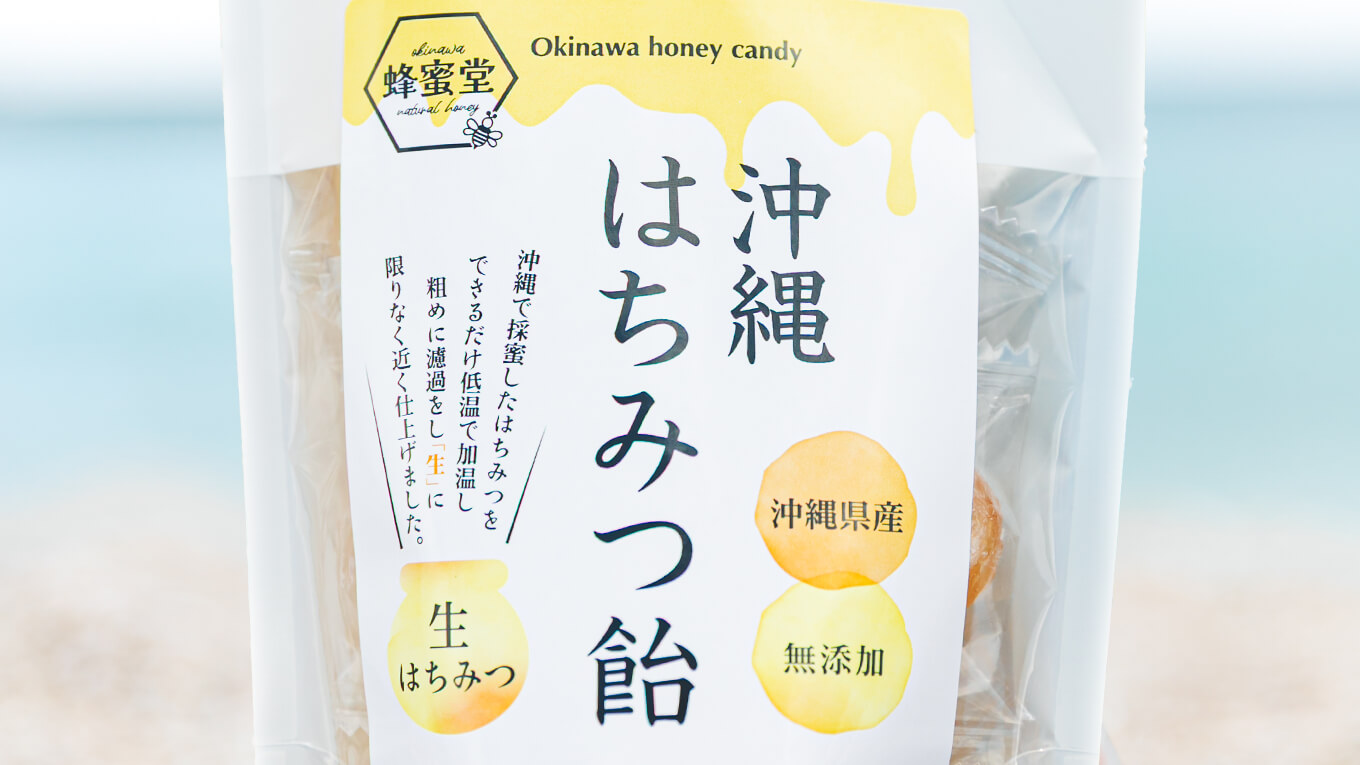 okinawa
蜂蜜堂
natural honey
Okinawa honey candy
沖縄
はちみつ飴
沖縄で採蜜したはちみつを
できるだけ低温で加温し
粗めに濾過をし「生」に
限りなく近く仕上げました。
沖縄県産
無添加
生
はちみつ